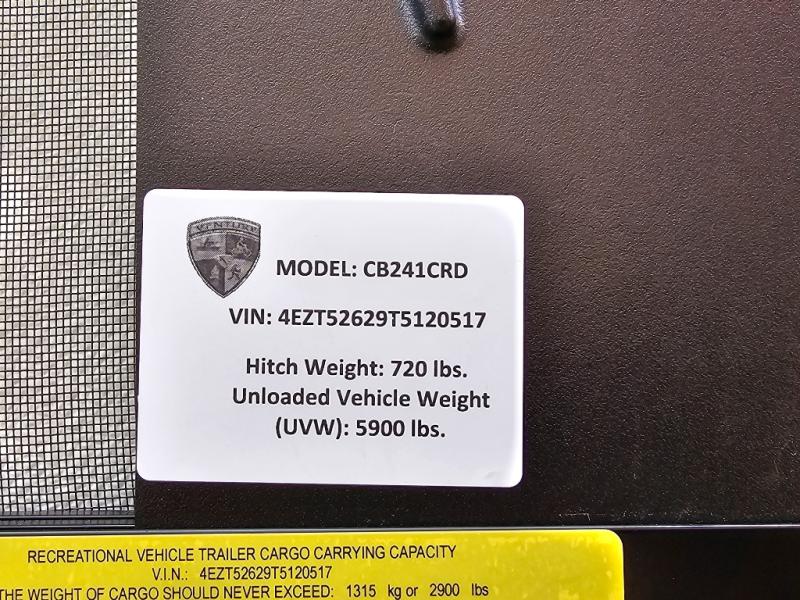 VENTURE
MODEL: CB241CRD
VIN: 4EZT52629T5120517
Hitch Weight: 720 lbs.
Unloaded Vehicle Weight
(UVW): 5900 lbs.
RECREATIONAL VEHICLE TRAILER CARGO CARRYING CAPACITY
V.I.N.: 4EZT52629T5120517
THE WEIGHT OF CARGO SHOULD NEVER EXCEED: 1315 kg or 2900 lbs